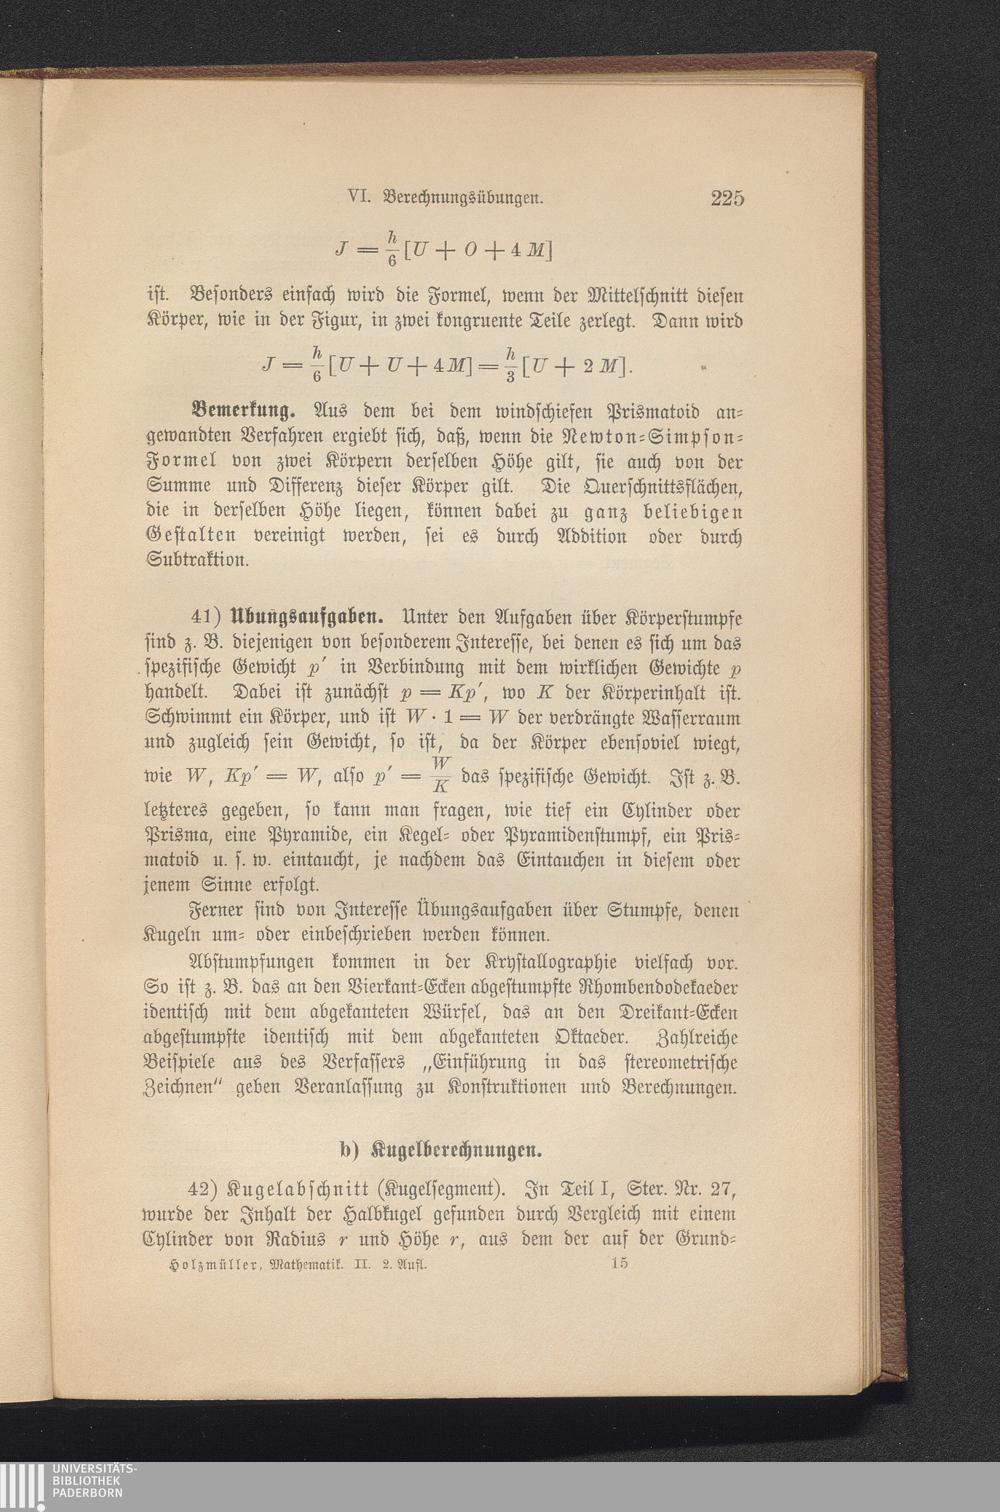 VI. Berechnungsübungen. 225
J = h/6 [U + O + 4 M]
ist. Besonders einfach wird die Formel, wenn der Mittelschnitt diesen
Körper, wie in der Figur, in zwei kongruente Teile zerlegt. Dann wird
J = h/6 [U + U + 4 M] = h/3 [U + 2 M].
Bemerkung. Aus dem bei dem windschiefen Prismatoid an-
gewandten Verfahren ergiebt sich, daß, wenn die Newton-Simpson-
Formel von zwei Körpern derselben Höhe gilt, sie auch von der
Summe und Differenz dieser Körper gilt. Die Querschnittsflächen,
die in derselben Höhe liegen, können dabei zu ganz beliebigen
Gestalten vereinigt werden, sei es durch Addition oder durch
Subtraktion.
41) Übungsaufgaben. Unter den Aufgaben über Körperstumpfe
sind z. B. diejenigen von besonderem Interesse, bei denen es sich um das
spezifische Gewicht p′ in Verbindung mit dem wirklichen Gewichte p
handelt. Dabei ist zunächst p = Kp′, wo K der Körperinhalt ist.
Schwimmt ein Körper, und ist W · 1 = W der verdrängte Wasserraum
und zugleich sein Gewicht, so ist, da der Körper ebensoviel wiegt,
wie W, Kp′ = W, also p′ = W/K das spezifische Gewicht. Ist z. B.
letzteres gegeben, so kann man fragen, wie tief ein Cylinder oder
Prisma, eine Pyramide, ein Kegel- oder Pyramidenstumpf, ein Pris-
matoid u. s. w. eintaucht, je nachdem das Eintauchen in diesem oder
jenem Sinne erfolgt.
Ferner sind von Interesse Übungsaufgaben über Stumpfe, denen
Kugeln um- oder einbeschrieben werden können.
Abstumpfungen kommen in der Krystallographie vielfach vor.
So ist z. B. das an den Vierkant-Ecken abgestumpfte Rhombendodekaeder
identisch mit dem abgekanteten Würfel, das an den Dreikant-Ecken
abgestumpfte identisch mit dem abgekanteten Oktaeder. Zahlreiche
Beispiele aus des Verfassers „Einführung in das stereometrische
Zeichnen“ geben Veranlassung zu Konstruktionen und Berechnungen.
b) Kugelberechnungen.
42) Kugelabschnitt (Kugelsegment). In Teil I, Ster. Nr. 27,
wurde der Inhalt der Halbkugel gefunden durch Vergleich mit einem
Cylinder von Radius r und Höhe r, aus dem der auf der Grund-
Holzmüller, Mathematik. II. 2. Aufl. 15
UNIVERSITÄTS-
BIBLIOTHEK
PADERBORN